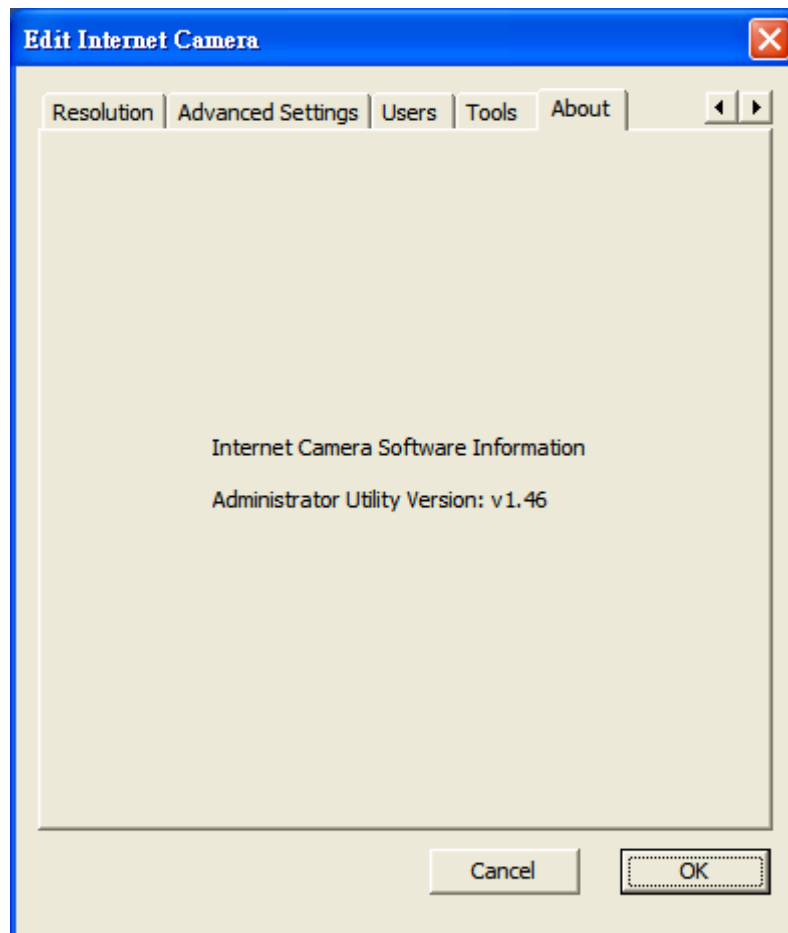 Edit Internet Camera
Resolution Advanced Settings Users Tools About
Internet Camera Software Information
Administrator Utility Version: v1.46
Cancel OK